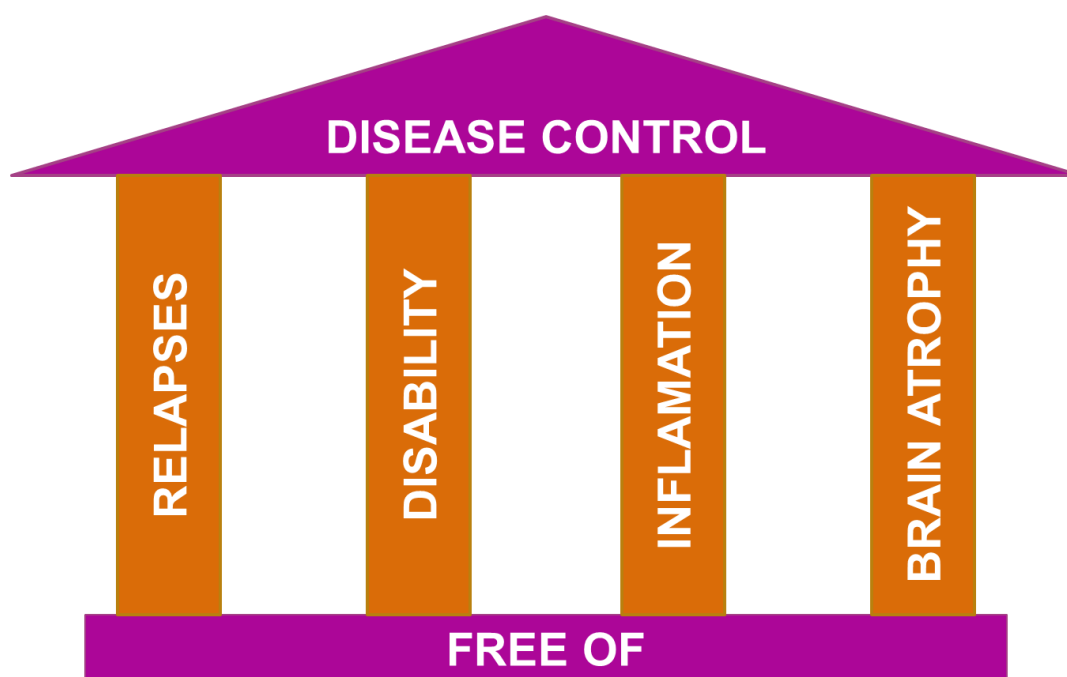 DISEASE CONTROL
RELAPSES
DISABILITY
INFLAMATION
BRAIN ATROPHY
FREE OF